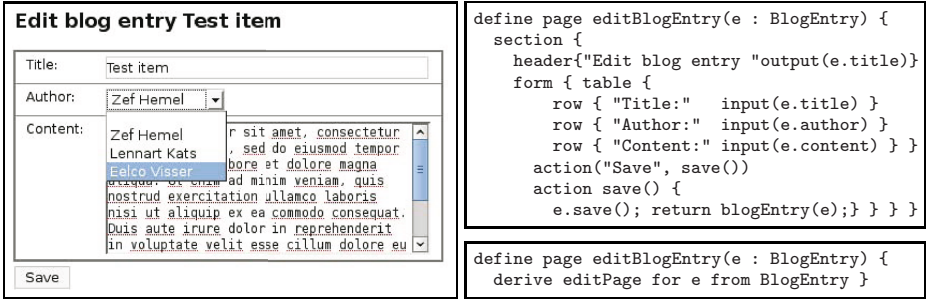 Edit blog entry Test item
Title: Test item
Author: Zef Hemel
Content:
Zef Hemel
Lennart Kats
Eelco Visser
r sit amet, consectetur
, sed do eiusmod tempor
bore et dolore magna
aliqua. Ut enim ad minim veniam, quis
nostrud exercitation ullamco laboris
nisi ut aliquip ex ea commodo consequat.
Duis aute irure dolor in reprehenderit
in voluptate velit esse cillum dolore eu
Save
define page editBlogEntry(e : BlogEntry) {
section {
header{"Edit blog entry "output(e.title)}
form { table {
row { "Title:" input(e.title) }
row { "Author:" input(e.author) }
row { "Content:" input(e.content) } }
action("Save", save())
action save() {
e.save(); return blogEntry(e);} } } }
define page editBlogEntry(e : BlogEntry) {
derive editPage for e from BlogEntry }